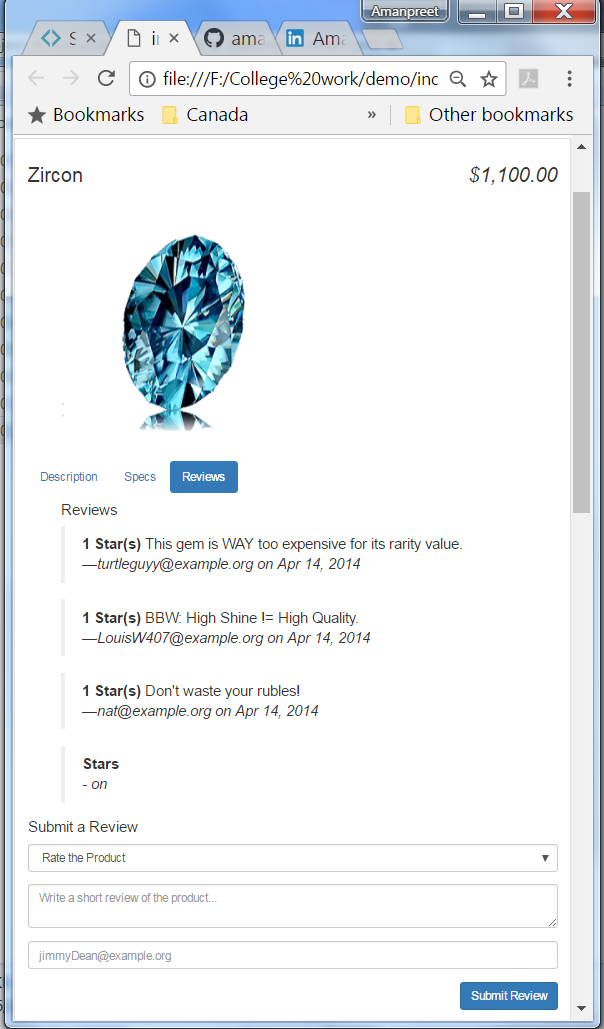 Amanpreet
S
i
ama
Ama
file:///F:/College%20work/demo/inc
Bookmarks
Canada
»
Other bookmarks
Zircon
$1,100.00
Description
Specs
Reviews
Reviews
1 Star(s) This gem is WAY too expensive for its rarity value.
—turtleguyy@example.org on Apr 14, 2014
1 Star(s) BBW: High Shine != High Quality.
—LouisW407@example.org on Apr 14, 2014
1 Star(s) Don't waste your rubles!
—nat@example.org on Apr 14, 2014
Stars
- on
Submit a Review
Rate the Product
Write a short review of the product...
jimmyDean@example.org
Submit Review